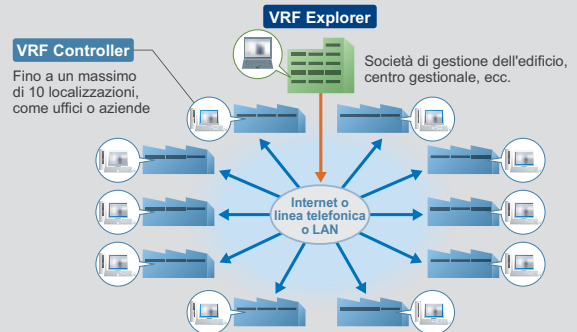 VRF Explorer
VRF Controller
Fino a un massimo
di 10 localizzazioni,
come uffici o aziende
Società di gestione dell'edificio,
centro gestionale, ecc.
Internet o
linea telefonica
o LAN